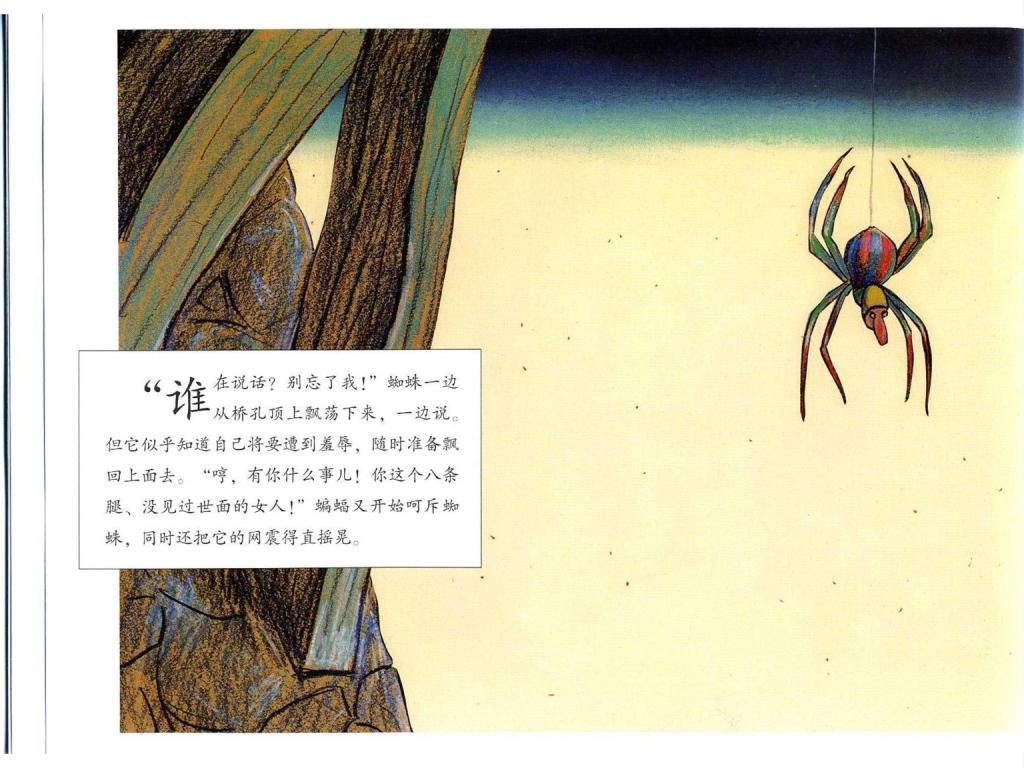 “谁在说话？别忘了我！”蜘蛛一边
从桥孔顶上飘荡下来，一边说。
但它似乎知道自己将要遭到羞辱，随时准备飘
回上面去。“哼，有你什么事儿！你这个八条
腿、没见过世面的女人！”蝙蝠又开始呵斥蜘
蛛，同时还把它的网震得直摇晃。